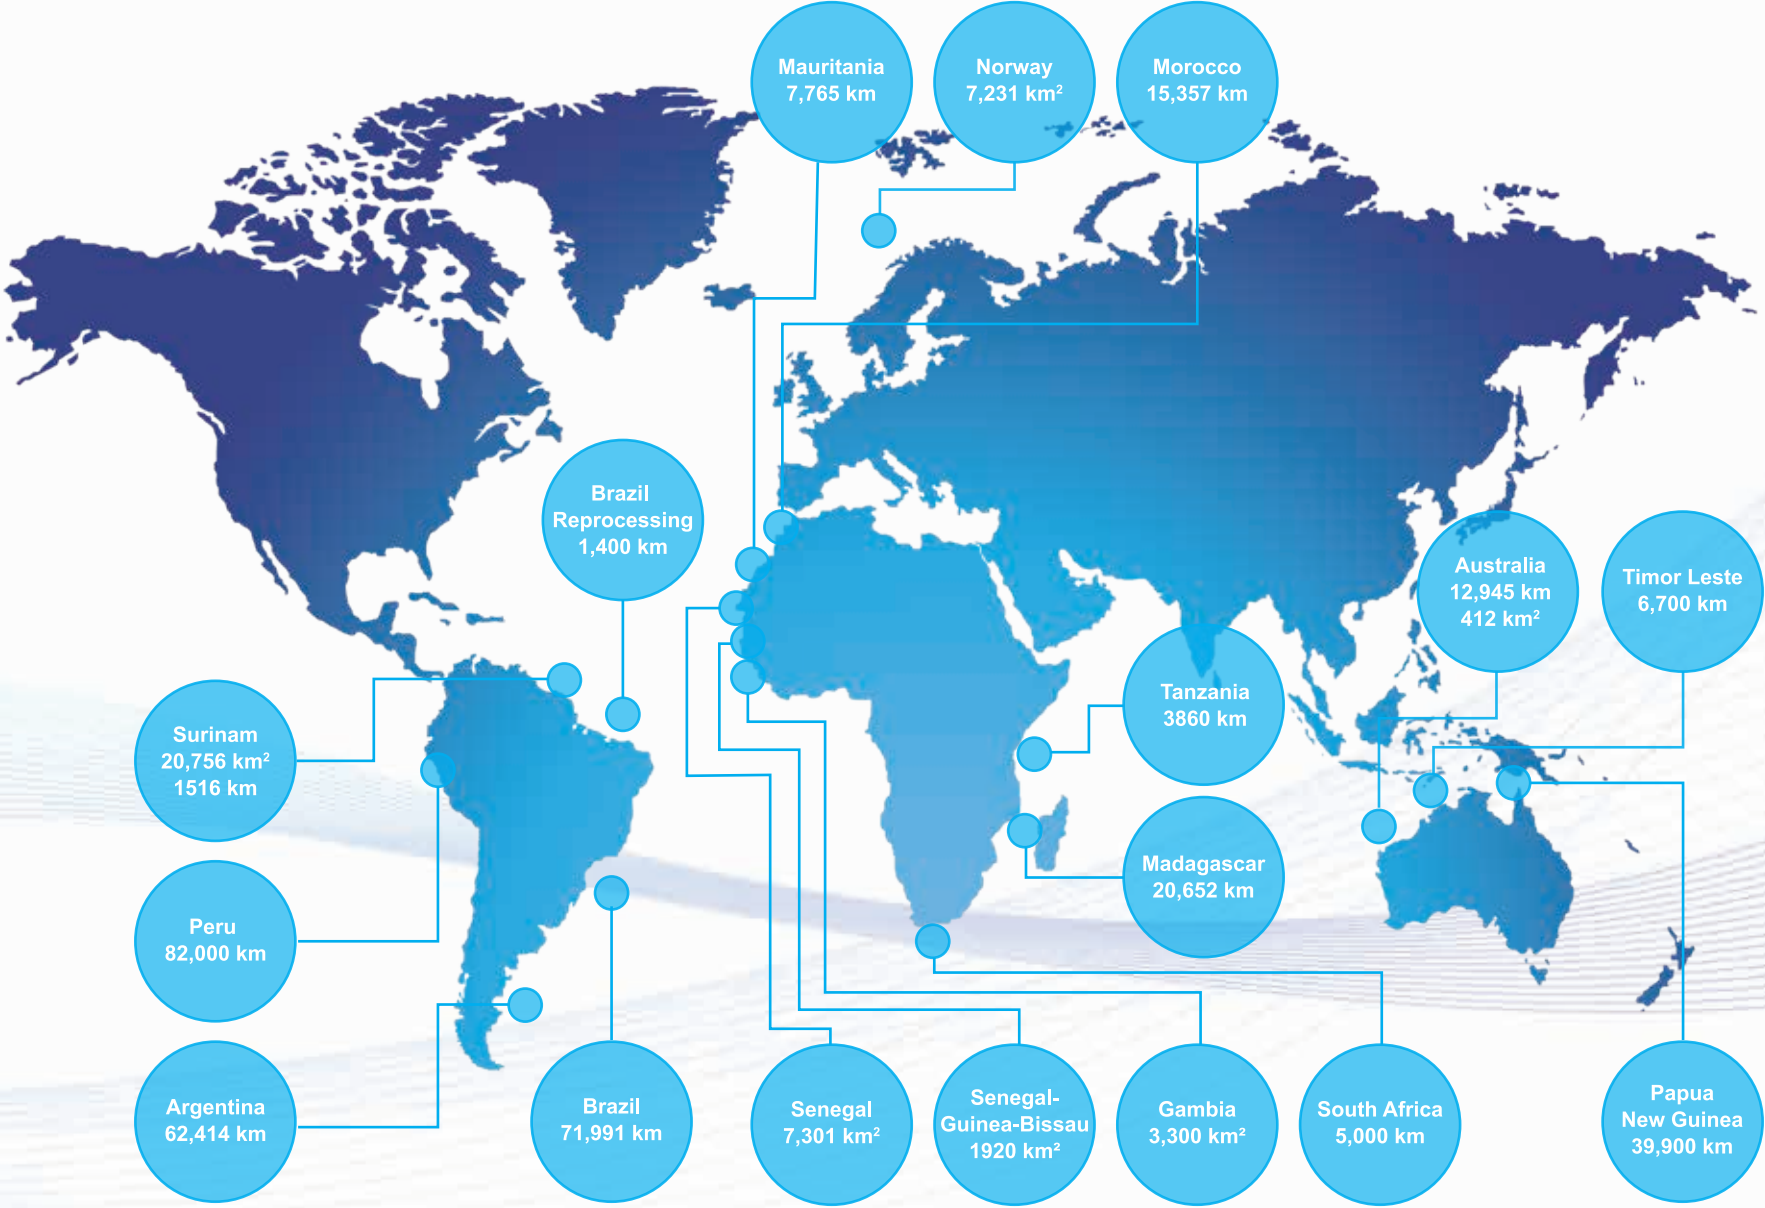 Mauritania
7,765 km
Norway
7,231 km²
Morocco
15,357 km
Brazil
Reprocessing
1,400 km
Australia
12,945 km
412 km²
Timor Leste
6,700 km
Surinam
20,756 km²
1516 km
Tanzania
3860 km
Madagascar
20,652 km
Peru
82,000 km
Argentina
62,414 km
Brazil
71,991 km
Senegal
7,301 km²
Senegal-
Guinea-Bissau
1920 km²
Gambia
3,300 km²
South Africa
5,000 km
Papua
New Guinea
39,900 km